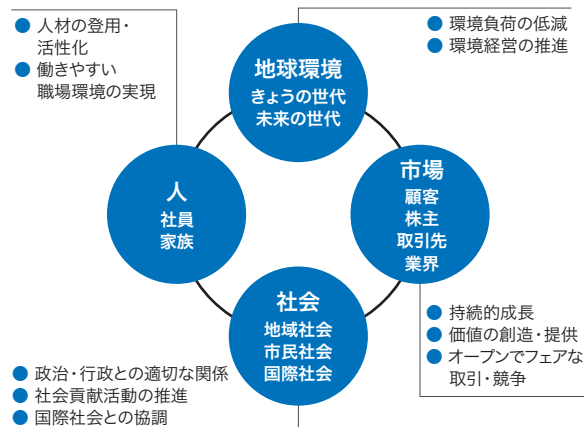 ● 人材の登用・
活性化
● 働きやすい
職場環境の実現
● 環境負荷の低減
● 環境経営の推進
地球環境
きょうの世代
未来の世代
人
社員
家族
市場
顧客
株主
取引先
業界
社会
地域社会
市民社会
国際社会
● 持続的成長
● 価値の創造・提供
● オープンでフェアな
取引・競争
● 政治・行政との適切な関係
● 社会貢献活動の推進
● 国際社会との協調